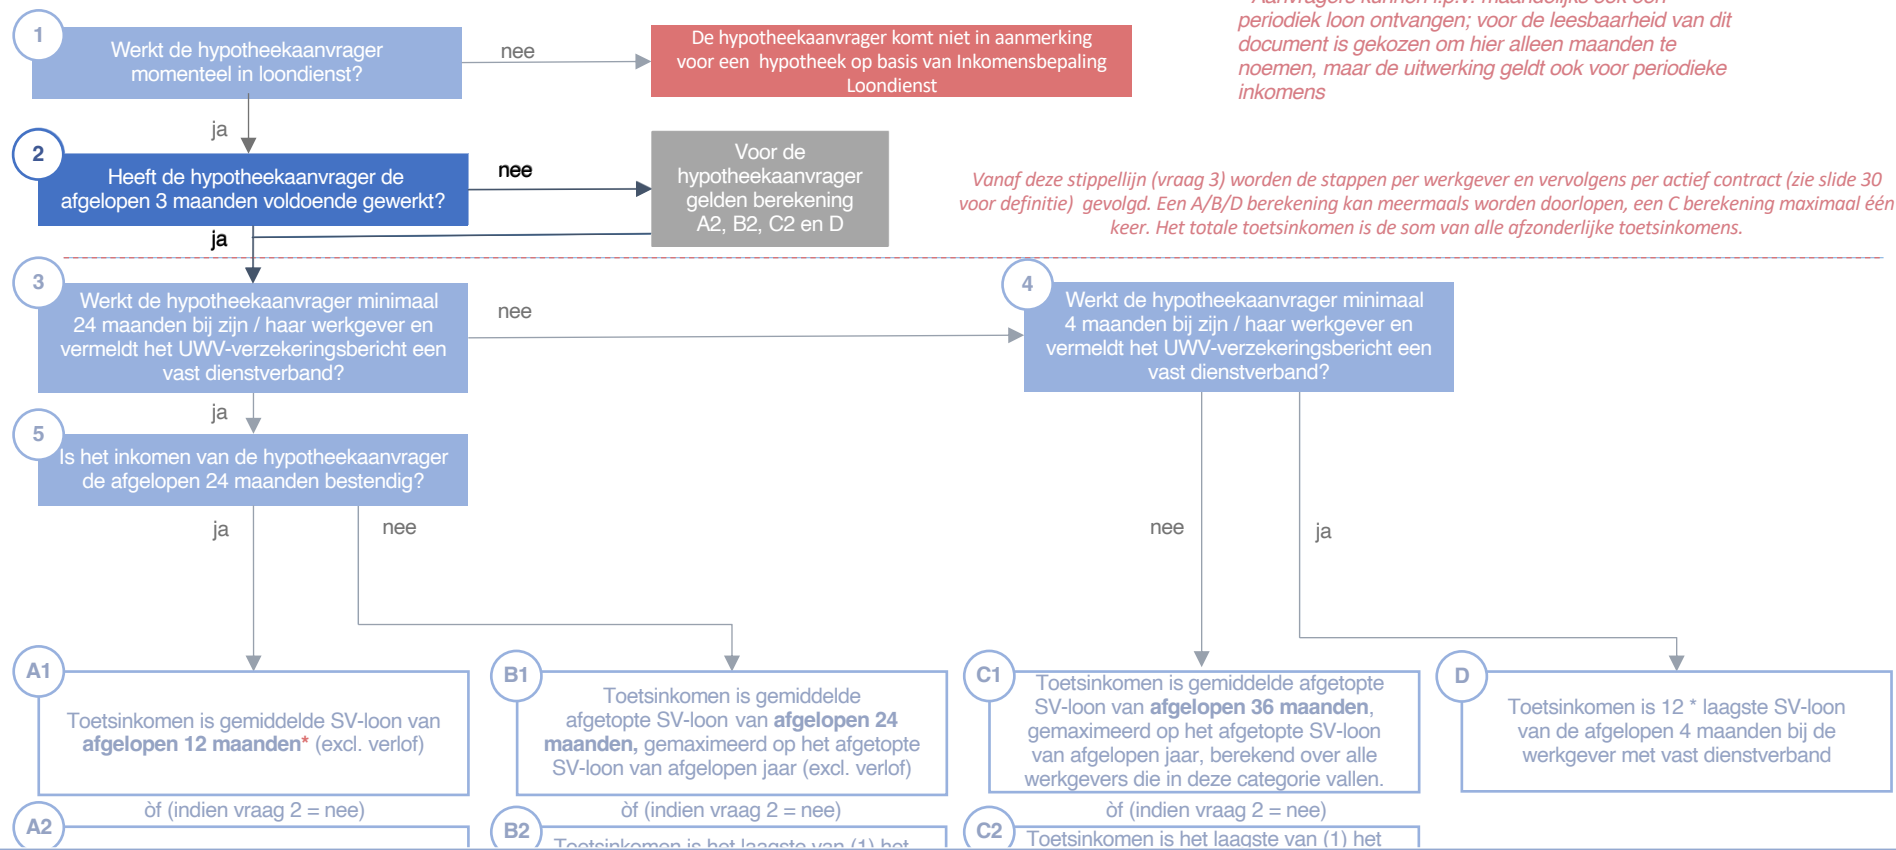 * Aanvragers kunnen i.p.v. maandelijks ook een
periodiek loon ontvangen; voor de leesbaarheid van dit
document is gekozen om hier alleen maanden te
noemen, maar de uitwerking geldt ook voor periodieke
inkomens
1
Werkt de hypotheekaanvrager
momenteel in loondienst?
nee
De hypotheekaanvrager komt niet in aanmerking
voor een hypotheek op basis van Inkomensbepaling
Loondienst
ja
2
Heeft de hypotheekaanvrager de
afgelopen 3 maanden voldoende gewerkt?
nee
Voor de
hypotheekaanvrager
gelden berekening
A2, B2, C2 en D
ja
Vanaf deze stippellijn (vraag 3) worden de stappen per werkgever en vervolgens per actief contract (zie slide 30
voor definitie) gevolgd. Een A/B/D berekening kan meermaals worden doorlopen, een C berekening maximaal één
keer. Het totale toetsinkomen is de som van alle afzonderlijke toetsinkomens.
3
Werkt de hypotheekaanvrager minimaal
24 maanden bij zijn / haar werkgever en
vermeldt het UWV-verzekeringsbericht een
vast dienstverband?
nee
4
Werkt de hypotheekaanvrager minimaal
4 maanden bij zijn / haar werkgever en
vermeldt het UWV-verzekeringsbericht een
vast dienstverband?
ja
5
Is het inkomen van de hypotheekaanvrager
de afgelopen 24 maanden bestendig?
ja
nee
nee
ja
A1
Toetsinkomen is gemiddelde SV-loon van
afgelopen 12 maanden* (excl. verlof)
B1
Toetsinkomen is gemiddelde
afgetopte SV-loon van afgelopen 24
maanden, gemaximeerd op het afgetopte
SV-loon van afgelopen jaar (excl. verlof)
C1
Toetsinkomen is gemiddelde afgetopte
SV-loon van afgelopen 36 maanden,
gemaximeerd op het afgetopte SV-loon
van afgelopen jaar, berekend over alle
werkgevers die in deze categorie vallen.
D
Toetsinkomen is 12 * laagste SV-loon
van de afgelopen 4 maanden bij de
werkgever met vast dienstverband
òf (indien vraag 2 = nee)
òf (indien vraag 2 = nee)
òf (indien vraag 2 = nee)
A2
B2
Toetsinkomen is het laagste van (1) het
C2
Toetsinkomen is het laagste van (1) het